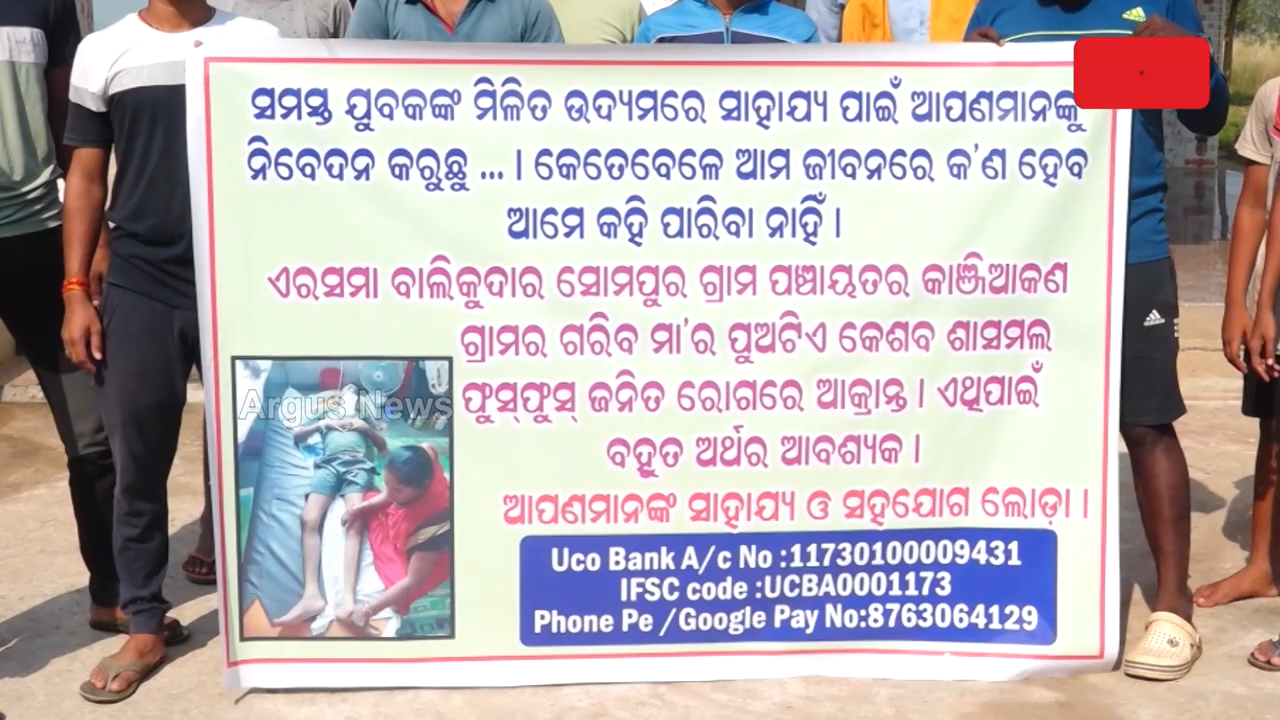 ସମସ୍ତ ଯୁବକଙ୍କ ମିଳିତ ଉଦ୍ୟମରେ ସାହାଯ୍ୟ ପାଇଁ ଆପଣମାନଙ୍କୁ
ନିବେଦନ କରୁଛୁ ... । କେତେବେଳେ ଆମ ଜୀବନରେ କ'ଣ ହେବ
ଆମେ କହି ପାରିବା ନାହିଁ ।
ଏରସମା ବାଲିକୁଦାର ସୋମପୁର ଗ୍ରାମ ପଞ୍ଚାୟତର କାଞ୍ଜିଆକଣ
ଗ୍ରାମର ଗରିବ ମା'ର ପୁଅଟିଏ କେଶବ ଶାସମଲ
ଫୁସ୍‌ଫୁସ୍ ଜନିତ ରୋଗରେ ଆକ୍ରାନ୍ତ । ଏଥିପାଇଁ
ବହୁତ ଅର୍ଥର ଆବଶ୍ୟକ ।
ଆପଣମାନଙ୍କ ସାହାଯ୍ୟ ଓ ସହଯୋଗ ଲୋଡ଼ା ।
Argus News
Uco Bank A/c No :11730100009431
IFSC code :UCBA0001173
Phone Pe /Google Pay No:8763064129